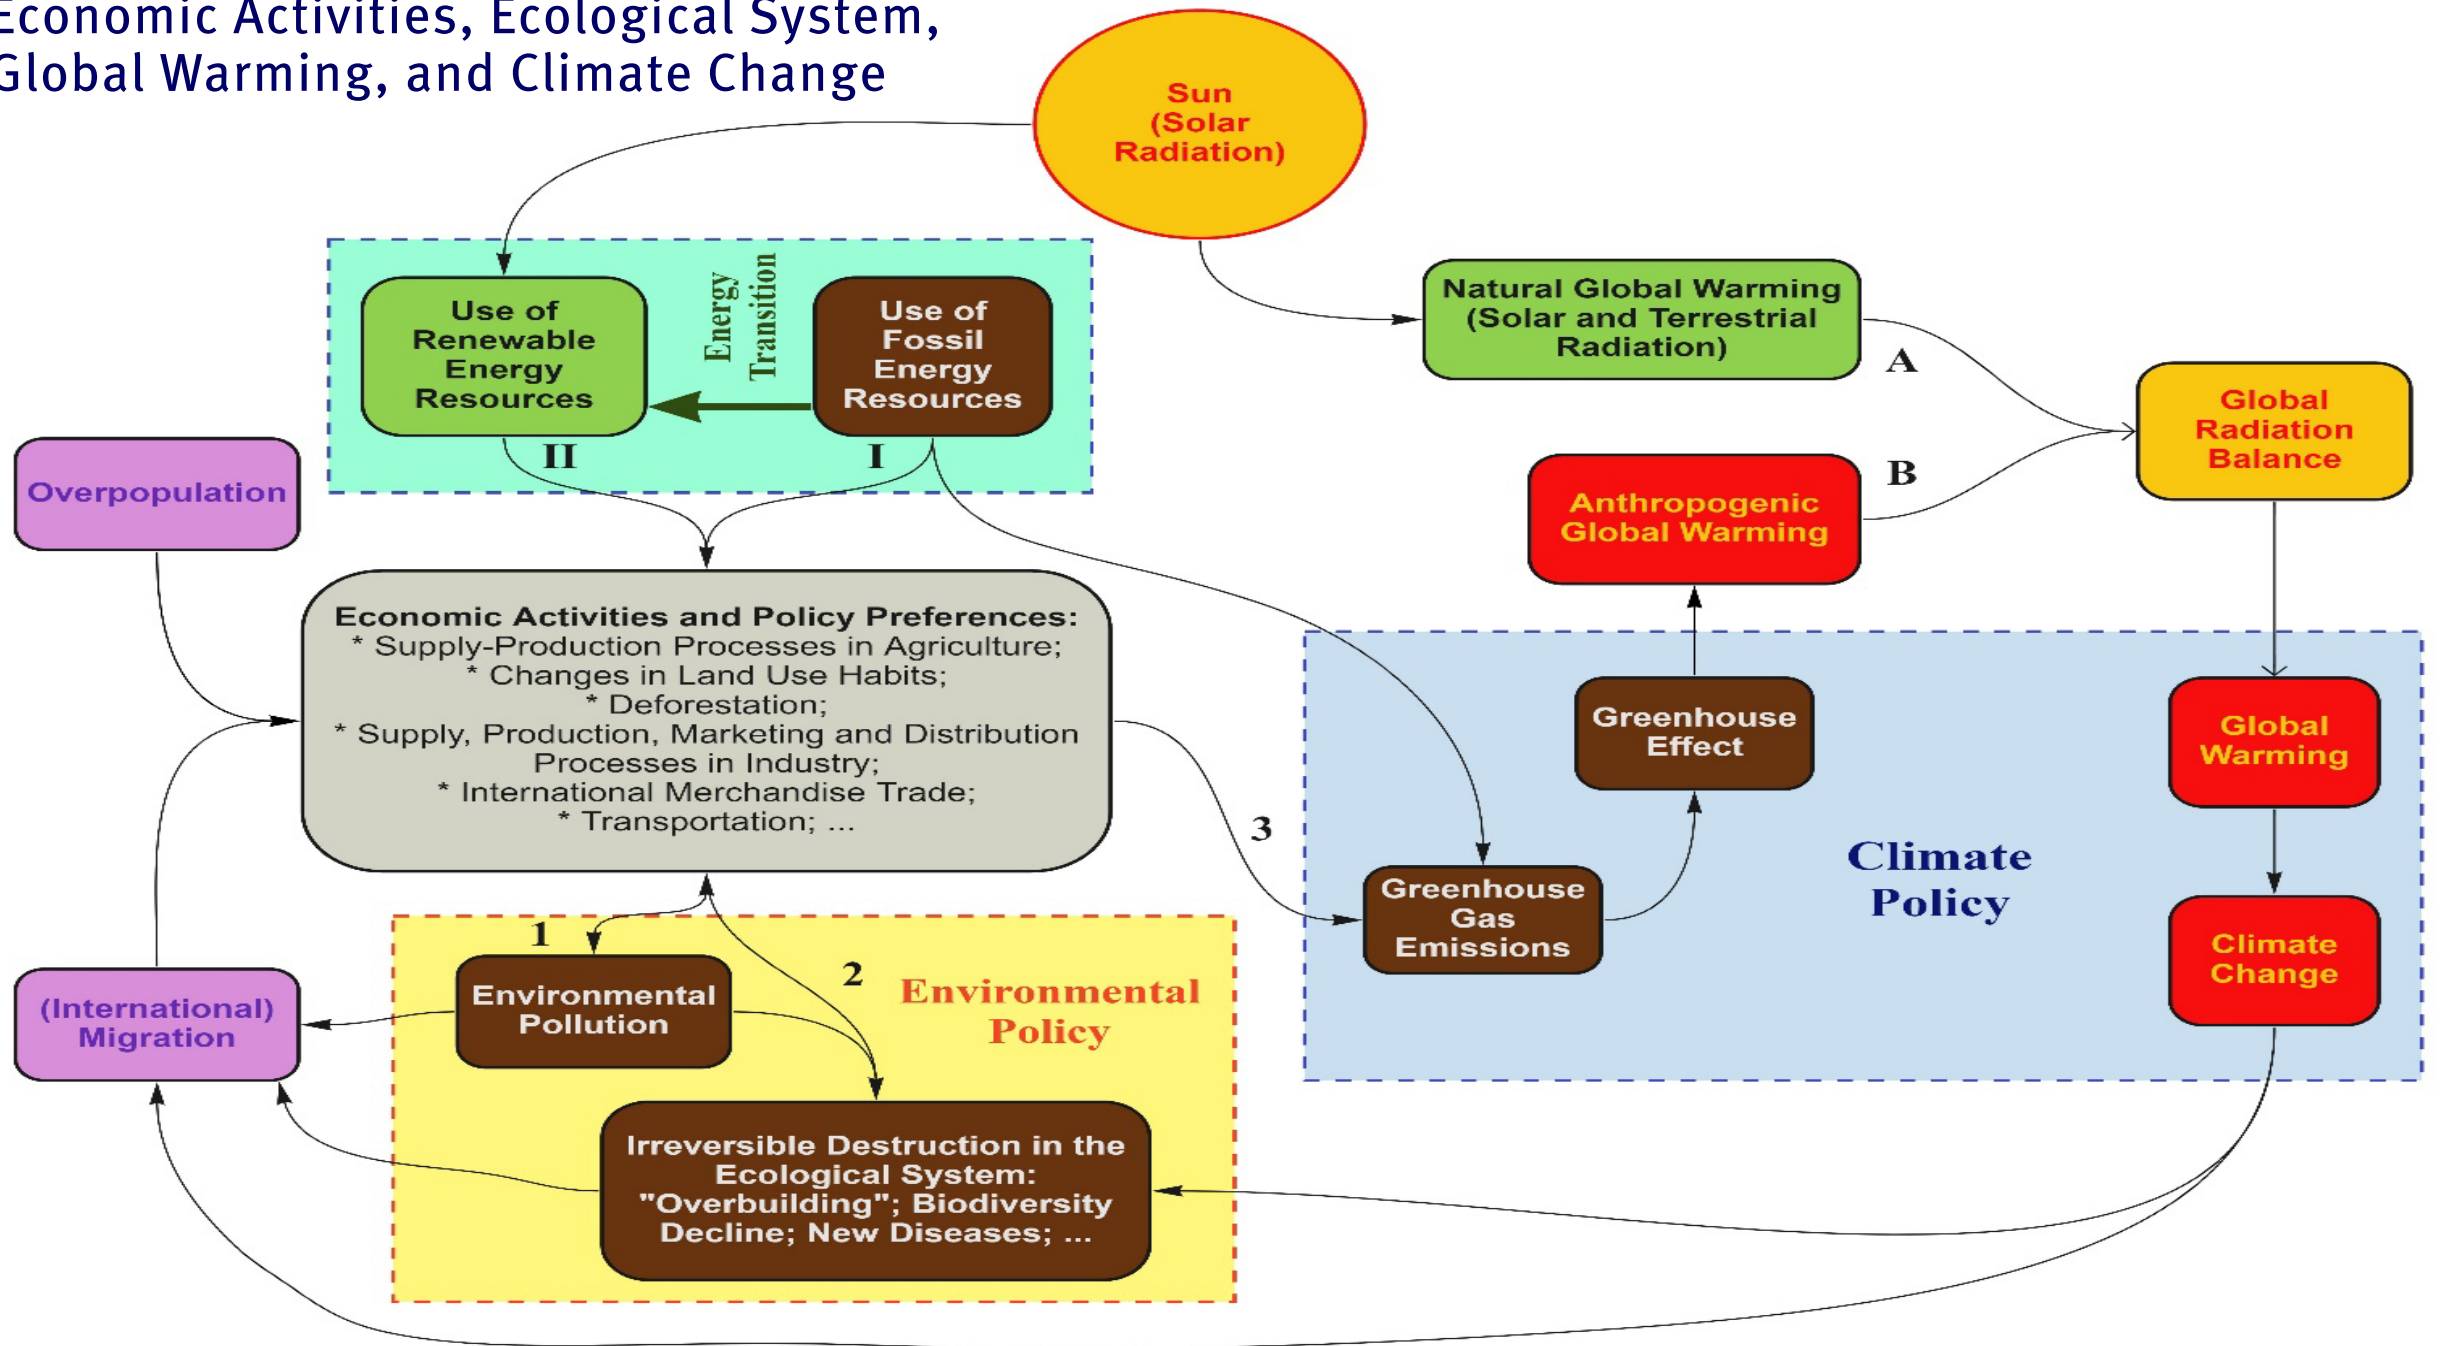 Economic Activities, Ecological System,
Global Warming, and Climate Change
Sun
(Solar
Radiation)
Use of
Renewable
Energy
Resources
Energy
Transition
Use of
Fossil
Energy
Resources
II
I
Natural Global Warming
(Solar and Terrestrial
Radiation)
A
Global
Radiation
Balance
B
Anthropogenic
Global Warming
Overpopulation
Economic Activities and Policy Preferences:
* Supply-Production Processes in Agriculture;
* Changes in Land Use Habits;
* Deforestation;
* Supply, Production, Marketing and Distribution
Processes in Industry;
* International Merchandise Trade;
* Transportation; ...
3
Greenhouse
Effect
Global
Warming
Climate
Policy
Greenhouse
Gas
Emissions
Climate
Change
1
2
Environmental
Policy
Environmental
Pollution
(International)
Migration
Irreversible Destruction in the
Ecological System:
"Overbuilding"; Biodiversity
Decline; New Diseases; ...